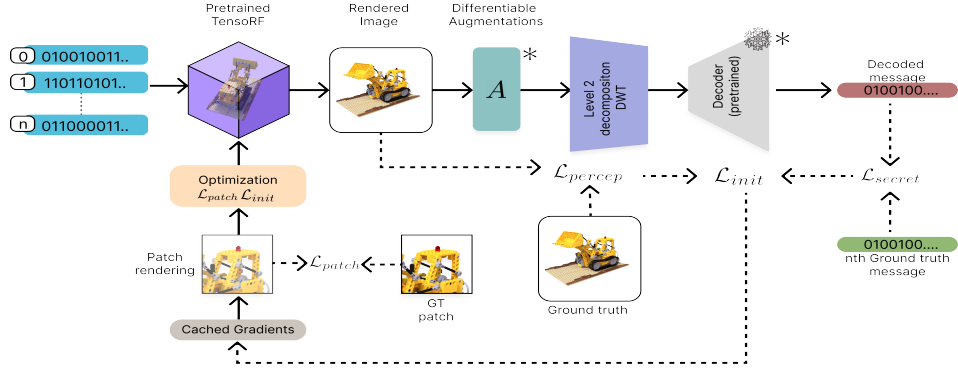 Pretrained
TensoRF
Rendered
Image
Differentiable
Augmentations
0 010010011..
1 110110101..
n 011000011..
A
*
Level 2
decompositon
DWT
Decoder
(pretrained)
*
Decoded
message
0100100....
Optimization
ℒpatch ℒinit
ℒpercep
ℒinit
ℒsecret
Patch
rendering
ℒpatch
GT
patch
Ground truth
0100100....
nth Ground truth
message
Cached Gradients